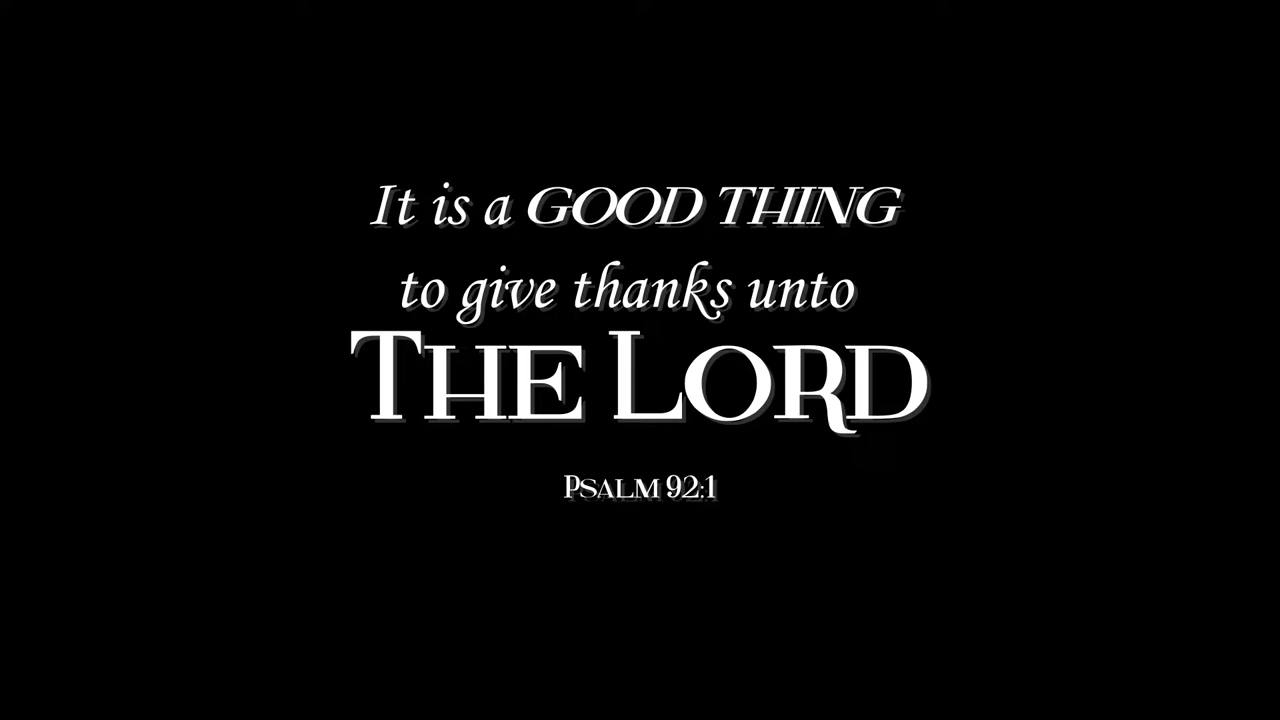 It is a GOOD THING
to give thanks unto
THE LORD
PSALM 92:1